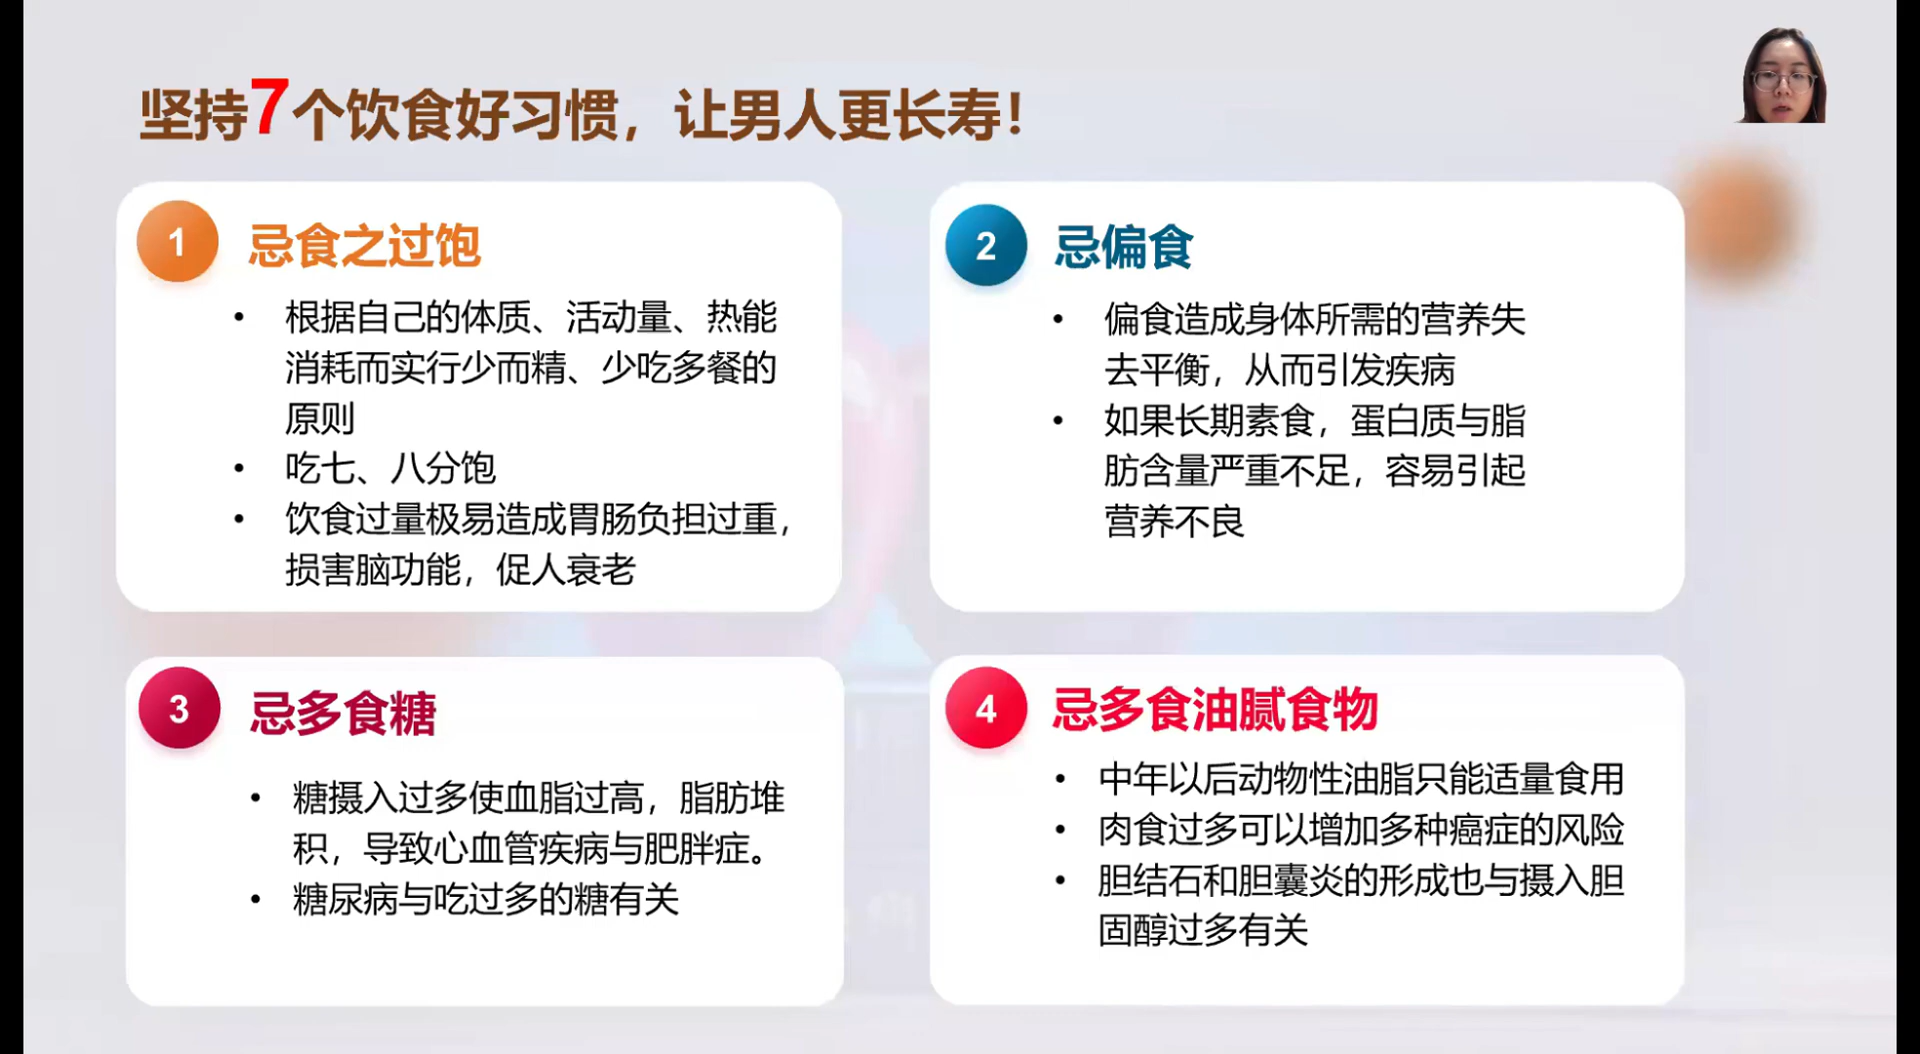 坚持7个饮食好习惯，让男人更长寿！
1
忌食之过饱
• 根据自己的体质、活动量、热能
消耗而实行少而精、少吃多餐的
原则
• 吃七、八分饱
• 饮食过量极易造成胃肠负担过重，
损害脑功能，促人衰老
2
忌偏食
• 偏食造成身体所需的营养失
去平衡，从而引发疾病
• 如果长期素食，蛋白质与脂
肪含量严重不足，容易引起
营养不良
3
忌多食糖
• 糖摄入过多使血脂过高，脂肪堆
积，导致心血管疾病与肥胖症。
• 糖尿病与吃过多的糖有关
4
忌多食油腻食物
• 中年以后动物性油脂只能适量食用
• 肉食过多可以增加多种癌症的风险
• 胆结石和胆囊炎的形成也与摄入胆
固醇过多有关